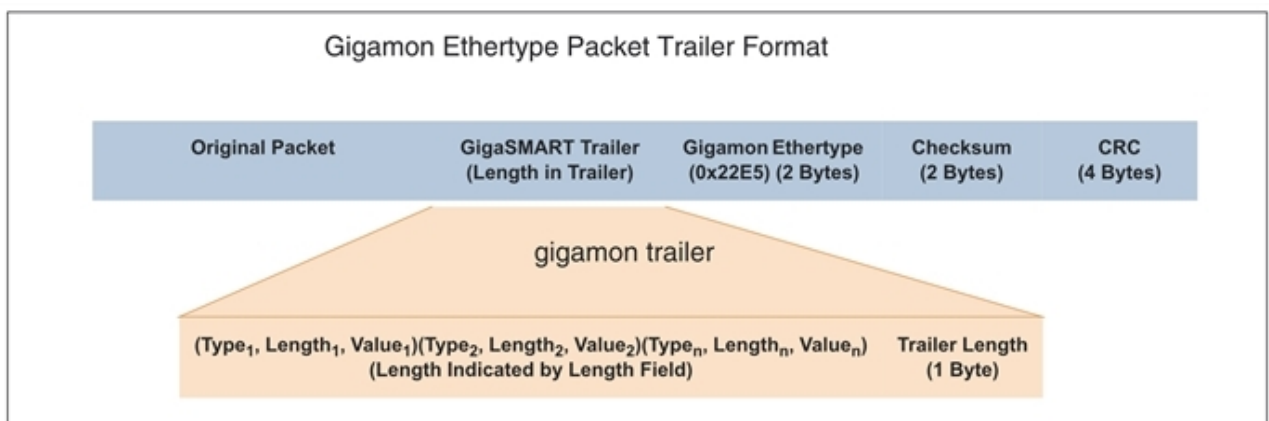 Gigamon Ethertype Packet Trailer Format
Original Packet
GigaSMART Trailer
(Length in Trailer)
Gigamon Ethertype
(0x22E5) (2 Bytes)
Checksum
(2 Bytes)
CRC
(4 Bytes)
gigamon trailer
(Type₁, Length₁, Value₁)(Type₂, Length₂, Value₂)(Typeₙ, Lengthₙ, Valueₙ)
(Length Indicated by Length Field)
Trailer Length
(1 Byte)